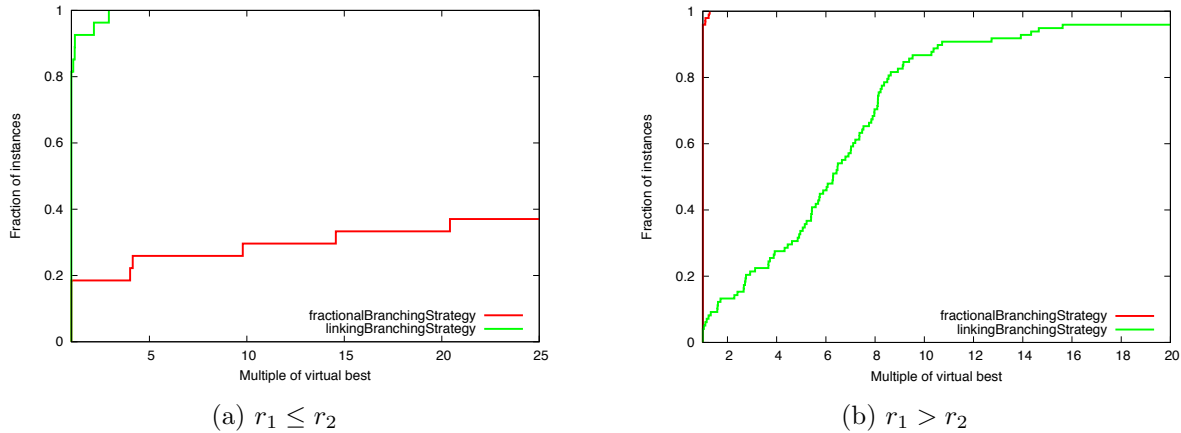 1
0.8
0.6
0.4
0.2
0
Fraction of instances
fractionalBranchingStrategy
linkingBranchingStrategy
5 10 15 20 25
Multiple of virtual best
(a) r₁ ≤ r₂
1
0.8
0.6
0.4
0.2
0
Fraction of instances
fractionalBranchingStrategy
linkingBranchingStrategy
2 4 6 8 10 12 14 16 18 20
Multiple of virtual best
(b) r₁ > r₂